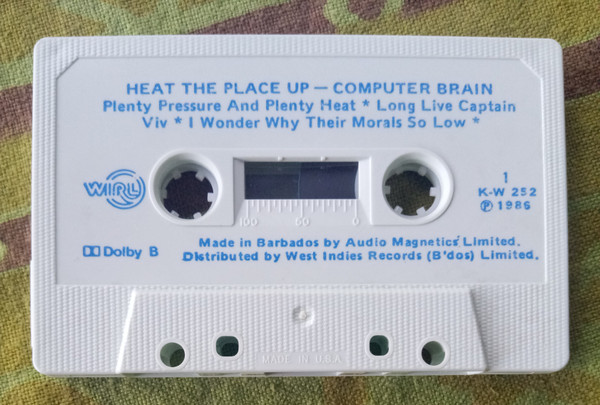 HEAT THE PLACE UP — COMPUTER BRAIN
Plenty Pressure And Plenty Heat * Long Live Captain
Viv * I Wonder Why Their Morals So Low *
WIRL
1
K-W 252
℗ 1986
100 50 0
Dolby B
Made in Barbados by Audio Magnetics Limited.
Distributed by West Indies Records (B'dos) Limited.
MADE IN U.S.A.